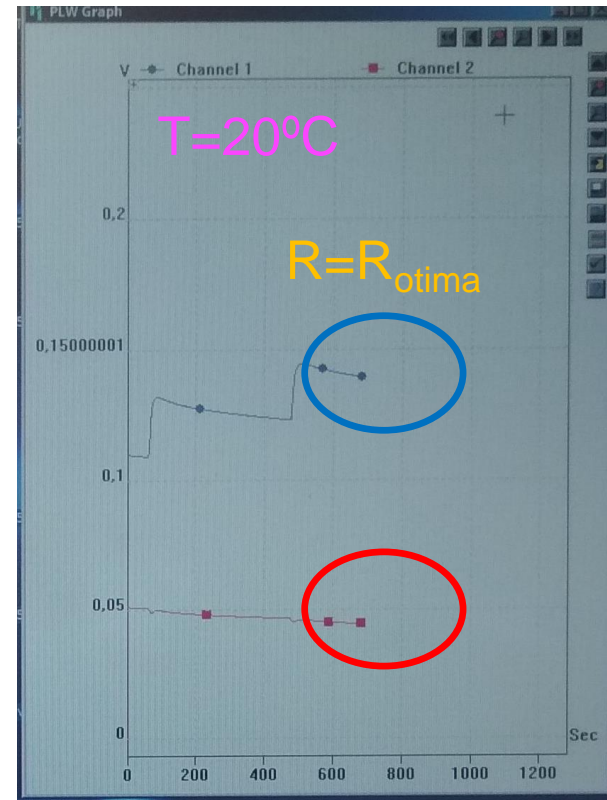 PLW Graph
V Channel 1 Channel 2
T=20ºC
0,2
R=Rotima
0,15000001
0,1
0,05
0
Sec
0 200 400 600 800 1000 1200